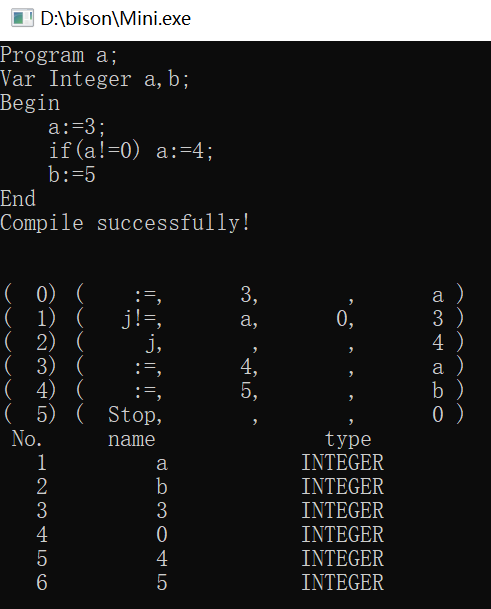 D:\bison\Mini.exe
Program a;
Var Integer a,b;
Begin
    a:=3;
    if(a!=0) a:=4;
    b:=5
End
Compile successfully!
(  0) (    :=,      3,       ,      a )
(  1) (   j!=,      a,      0,      3 )
(  2) (     j,       ,       ,      4 )
(  3) (    :=,      4,       ,      a )
(  4) (    :=,      5,       ,      b )
(  5) (  Stop,       ,       ,      0 )
 No.     name              type
   1         a           INTEGER
   2         b           INTEGER
   3         3           INTEGER
   4         0           INTEGER
   5         4           INTEGER
   6         5           INTEGER